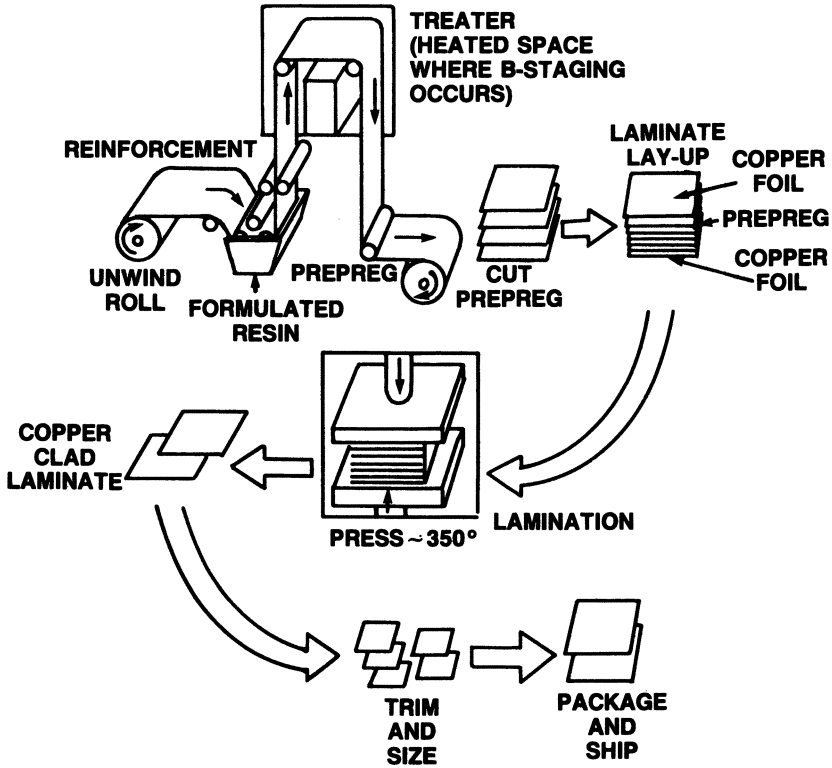 TREATER
(HEATED SPACE
WHERE B-STAGING
OCCURS)
REINFORCEMENT
UNWIND
ROLL
FORMULATED
RESIN
PREPREG
CUT
PREPREG
LAMINATE
LAY-UP
COPPER
FOIL
PREPREG
COPPER
FOIL
LAMINATION
PRESS ~ 350°
COPPER
CLAD
LAMINATE
TRIM
AND
SIZE
PACKAGE
AND
SHIP